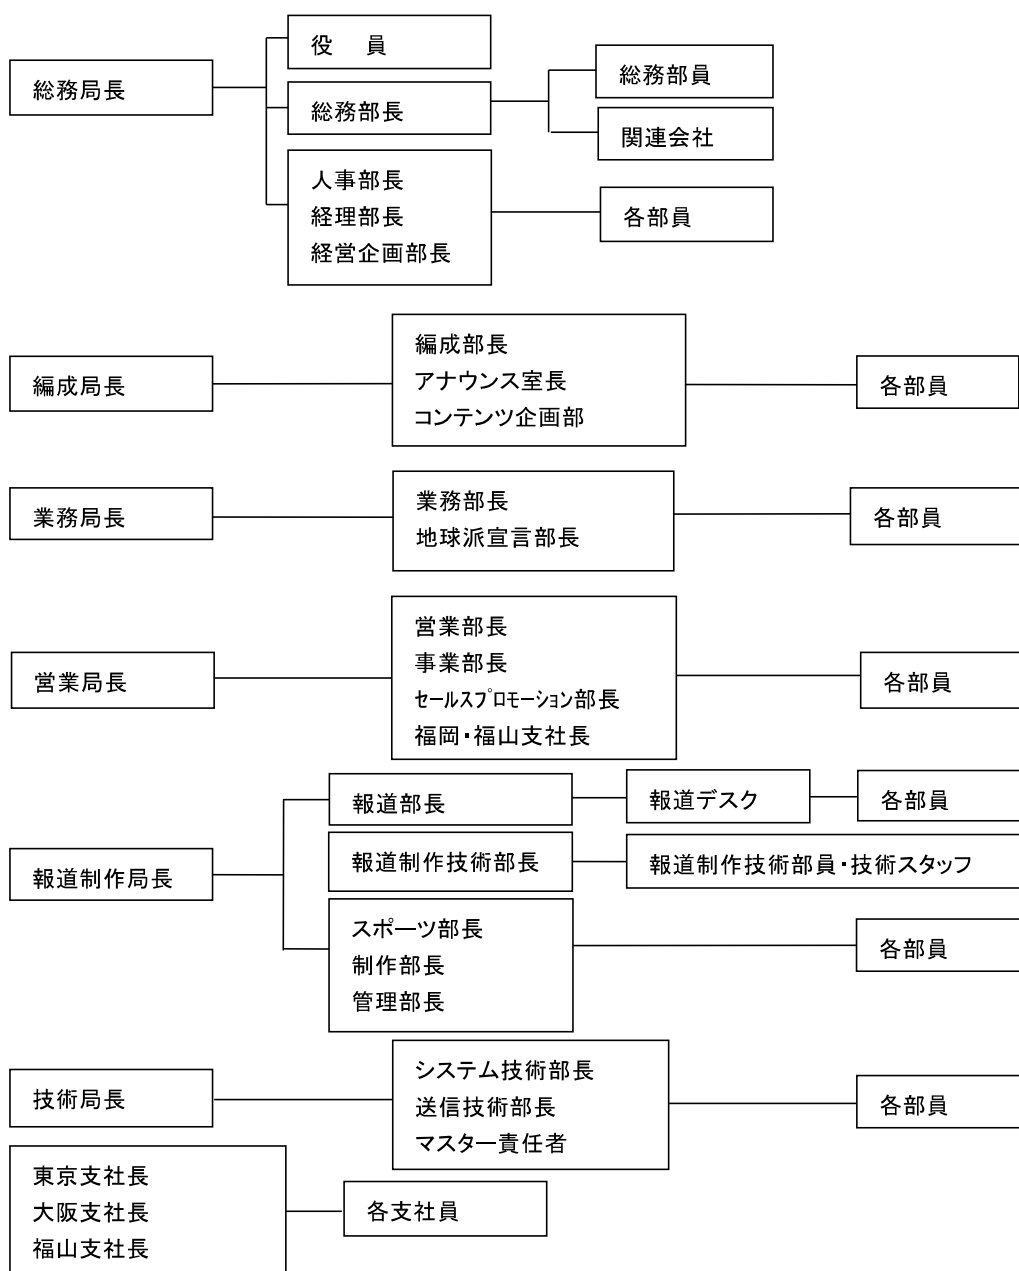 役　員
総務局長
総務部長
総務部員
関連会社
人事部長
経理部長
経営企画部長
各部員
編成局長
編成部長
アナウンス室長
コンテンツ企画部
各部員
業務局長
業務部長
地球派宣言部長
各部員
営業局長
営業部長
事業部長
セールスプロモーション部長
福岡・福山支社長
各部員
報道制作局長
報道部長
報道デスク
各部員
報道制作技術部長
報道制作技術部員・技術スタッフ
スポーツ部長
制作部長
管理部長
各部員
技術局長
システム技術部長
送信技術部長
マスター責任者
各部員
東京支社長
大阪支社長
福山支社長
各支社員